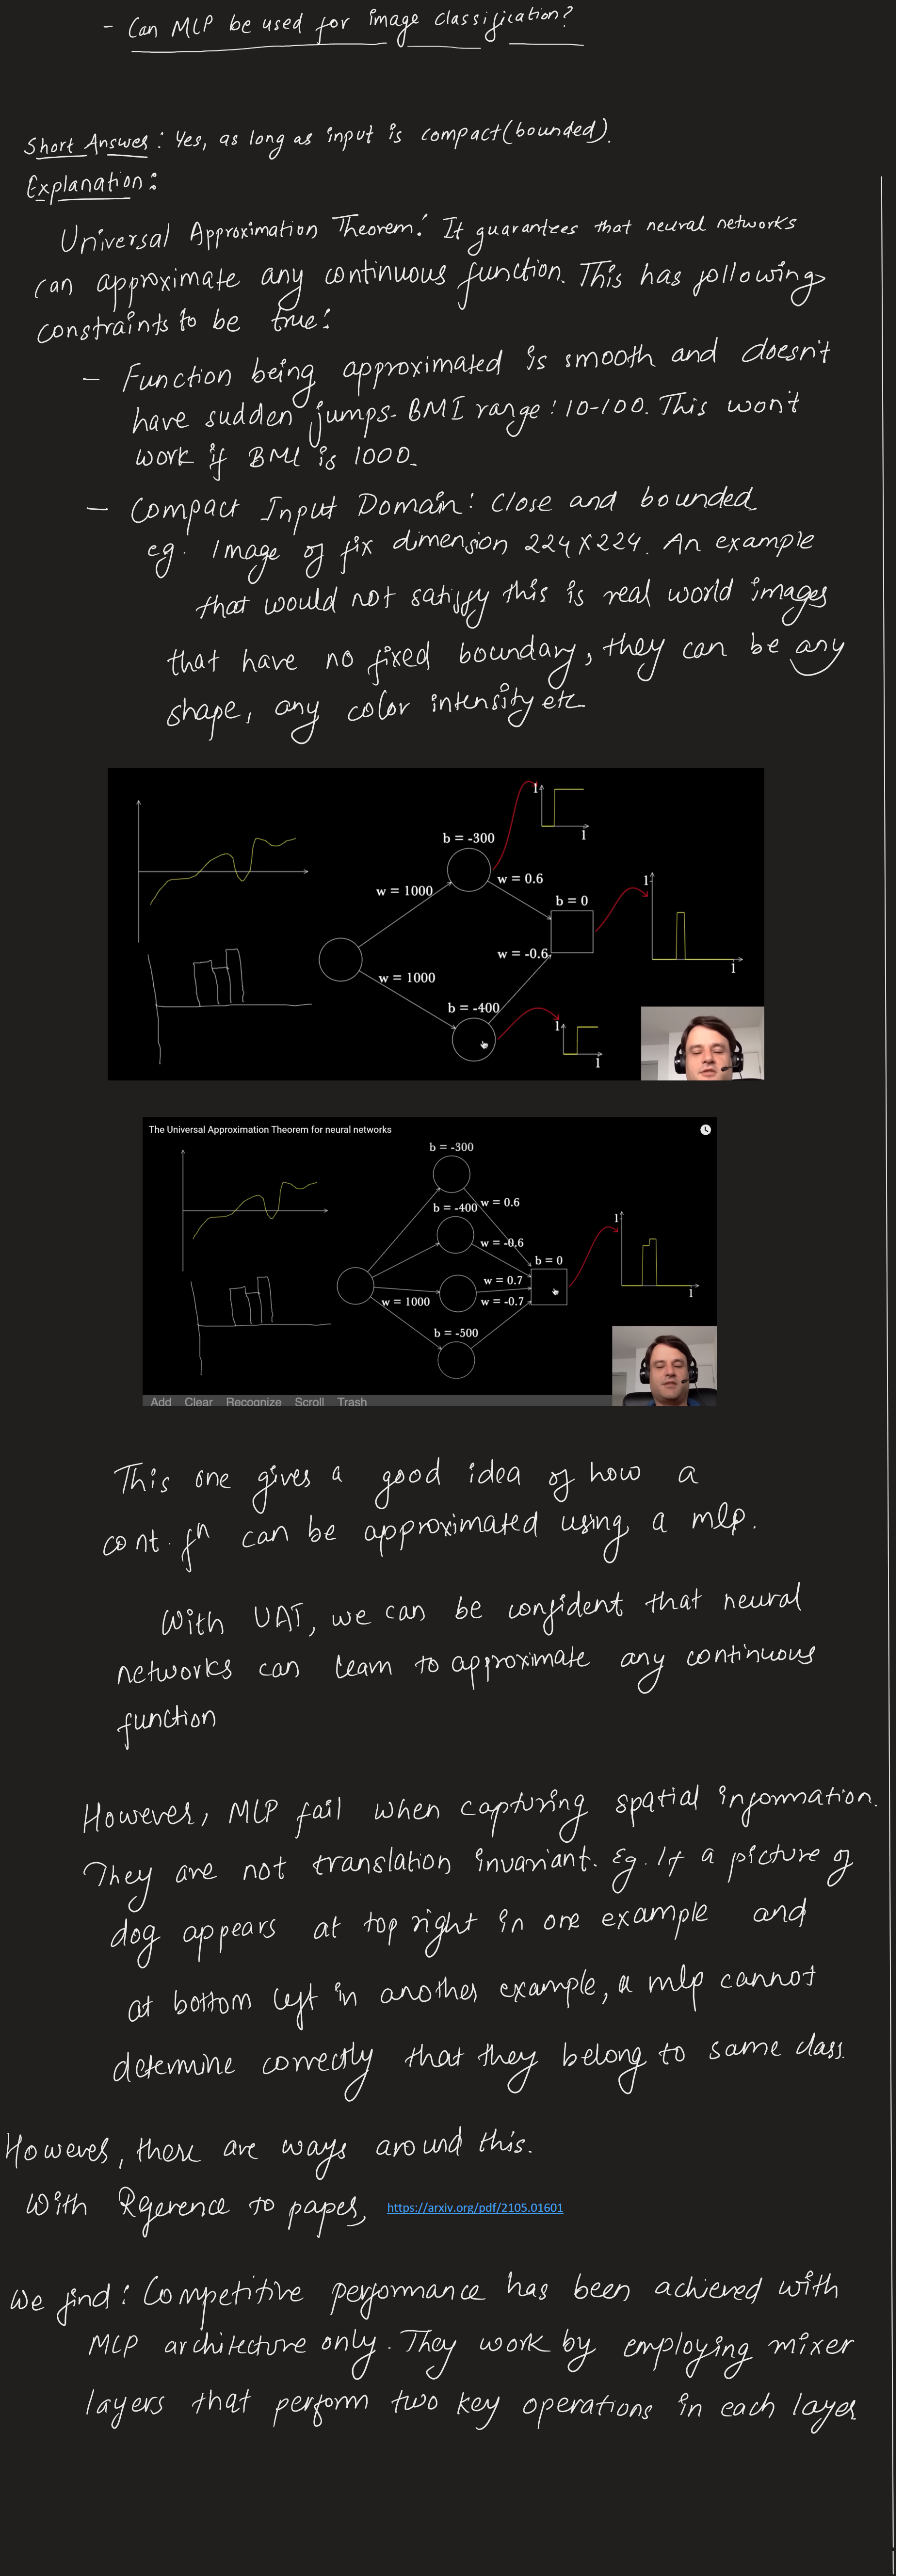 - Can MLP be used for image classification?
Short Answer: Yes, as long as input is compact(bounded).
Explanation:
Universal Approximation Theorem: It guarantees that neural networks
can approximate any continuous function. This has following
constraints to be true:
- Function being approximated is smooth and doesn't
have sudden jumps- BMI range: 10-100. This won't
work if BMI is 1000.
- Compact Input Domain: Close and bounded
eg. Image of fix dimension 224X224. An example
that would not satisfy this is real world images
that have no fixed boundary, they can be any
shape, any color intensity etc
1
1
b = -300
w = 1000
w = 0.6
b = 0
1
1
w = -0.6
w = 1000
b = -400
1
1
The Universal Approximation Theorem for neural networks
b = -300
w = 0.6
b = -400
w = -0.6
b = 0
1
1
w = 0.7
w = 1000
w = -0.7
b = -500
Add Clear Recognize Scroll Trash
This one gives a good idea of how a
cont. fn can be approximated using a mlp.
With UAT, we can be confident that neural
networks can learn to approximate any continuous
function
However, MLP fail when capturing spatial information.
They are not translation invariant. Eg. If a picture of
dog appears at top right in one example and
at bottom left in another example, a mlp cannot
determine correctly that they belong to same class.
However, there are ways around this.
With Reference to paper, https://arxiv.org/pdf/2105.01601
We find: Competitive performance has been achieved with
MLP architecture only. They work by employing mixer
layers that perform two key operations in each layer